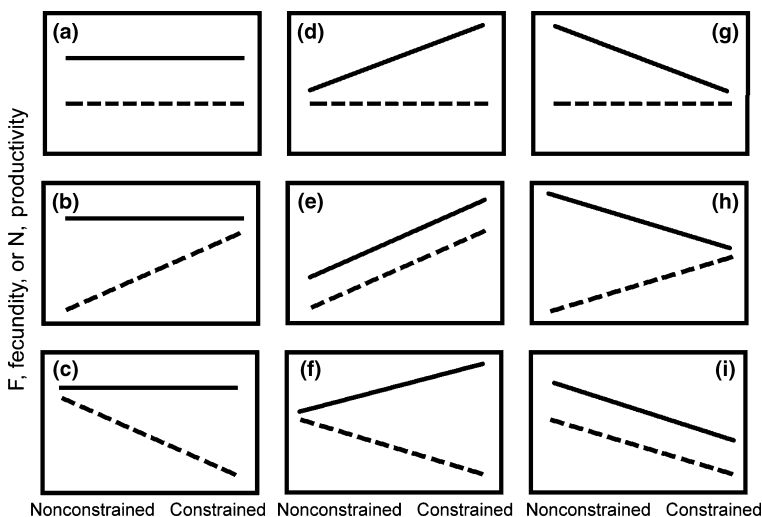 (a)
(d)
(g)
(b)
(e)
(h)
(c)
(f)
(i)
F, fecundity, or N, productivity
Nonconstrained Constrained Nonconstrained Constrained Nonconstrained Constrained